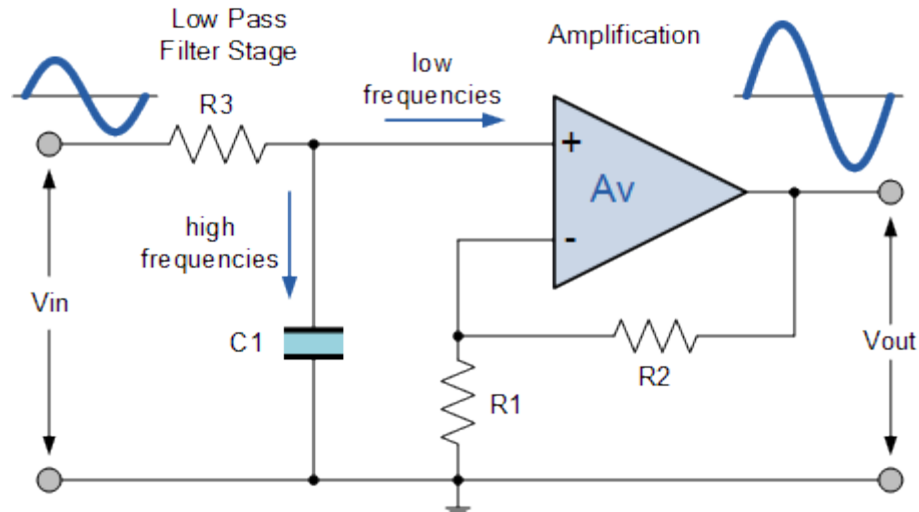 Low Pass
Filter Stage
Amplification
low
frequencies
R3
+
Av
-
high
frequencies
Vin
C1
R1
R2
Vout